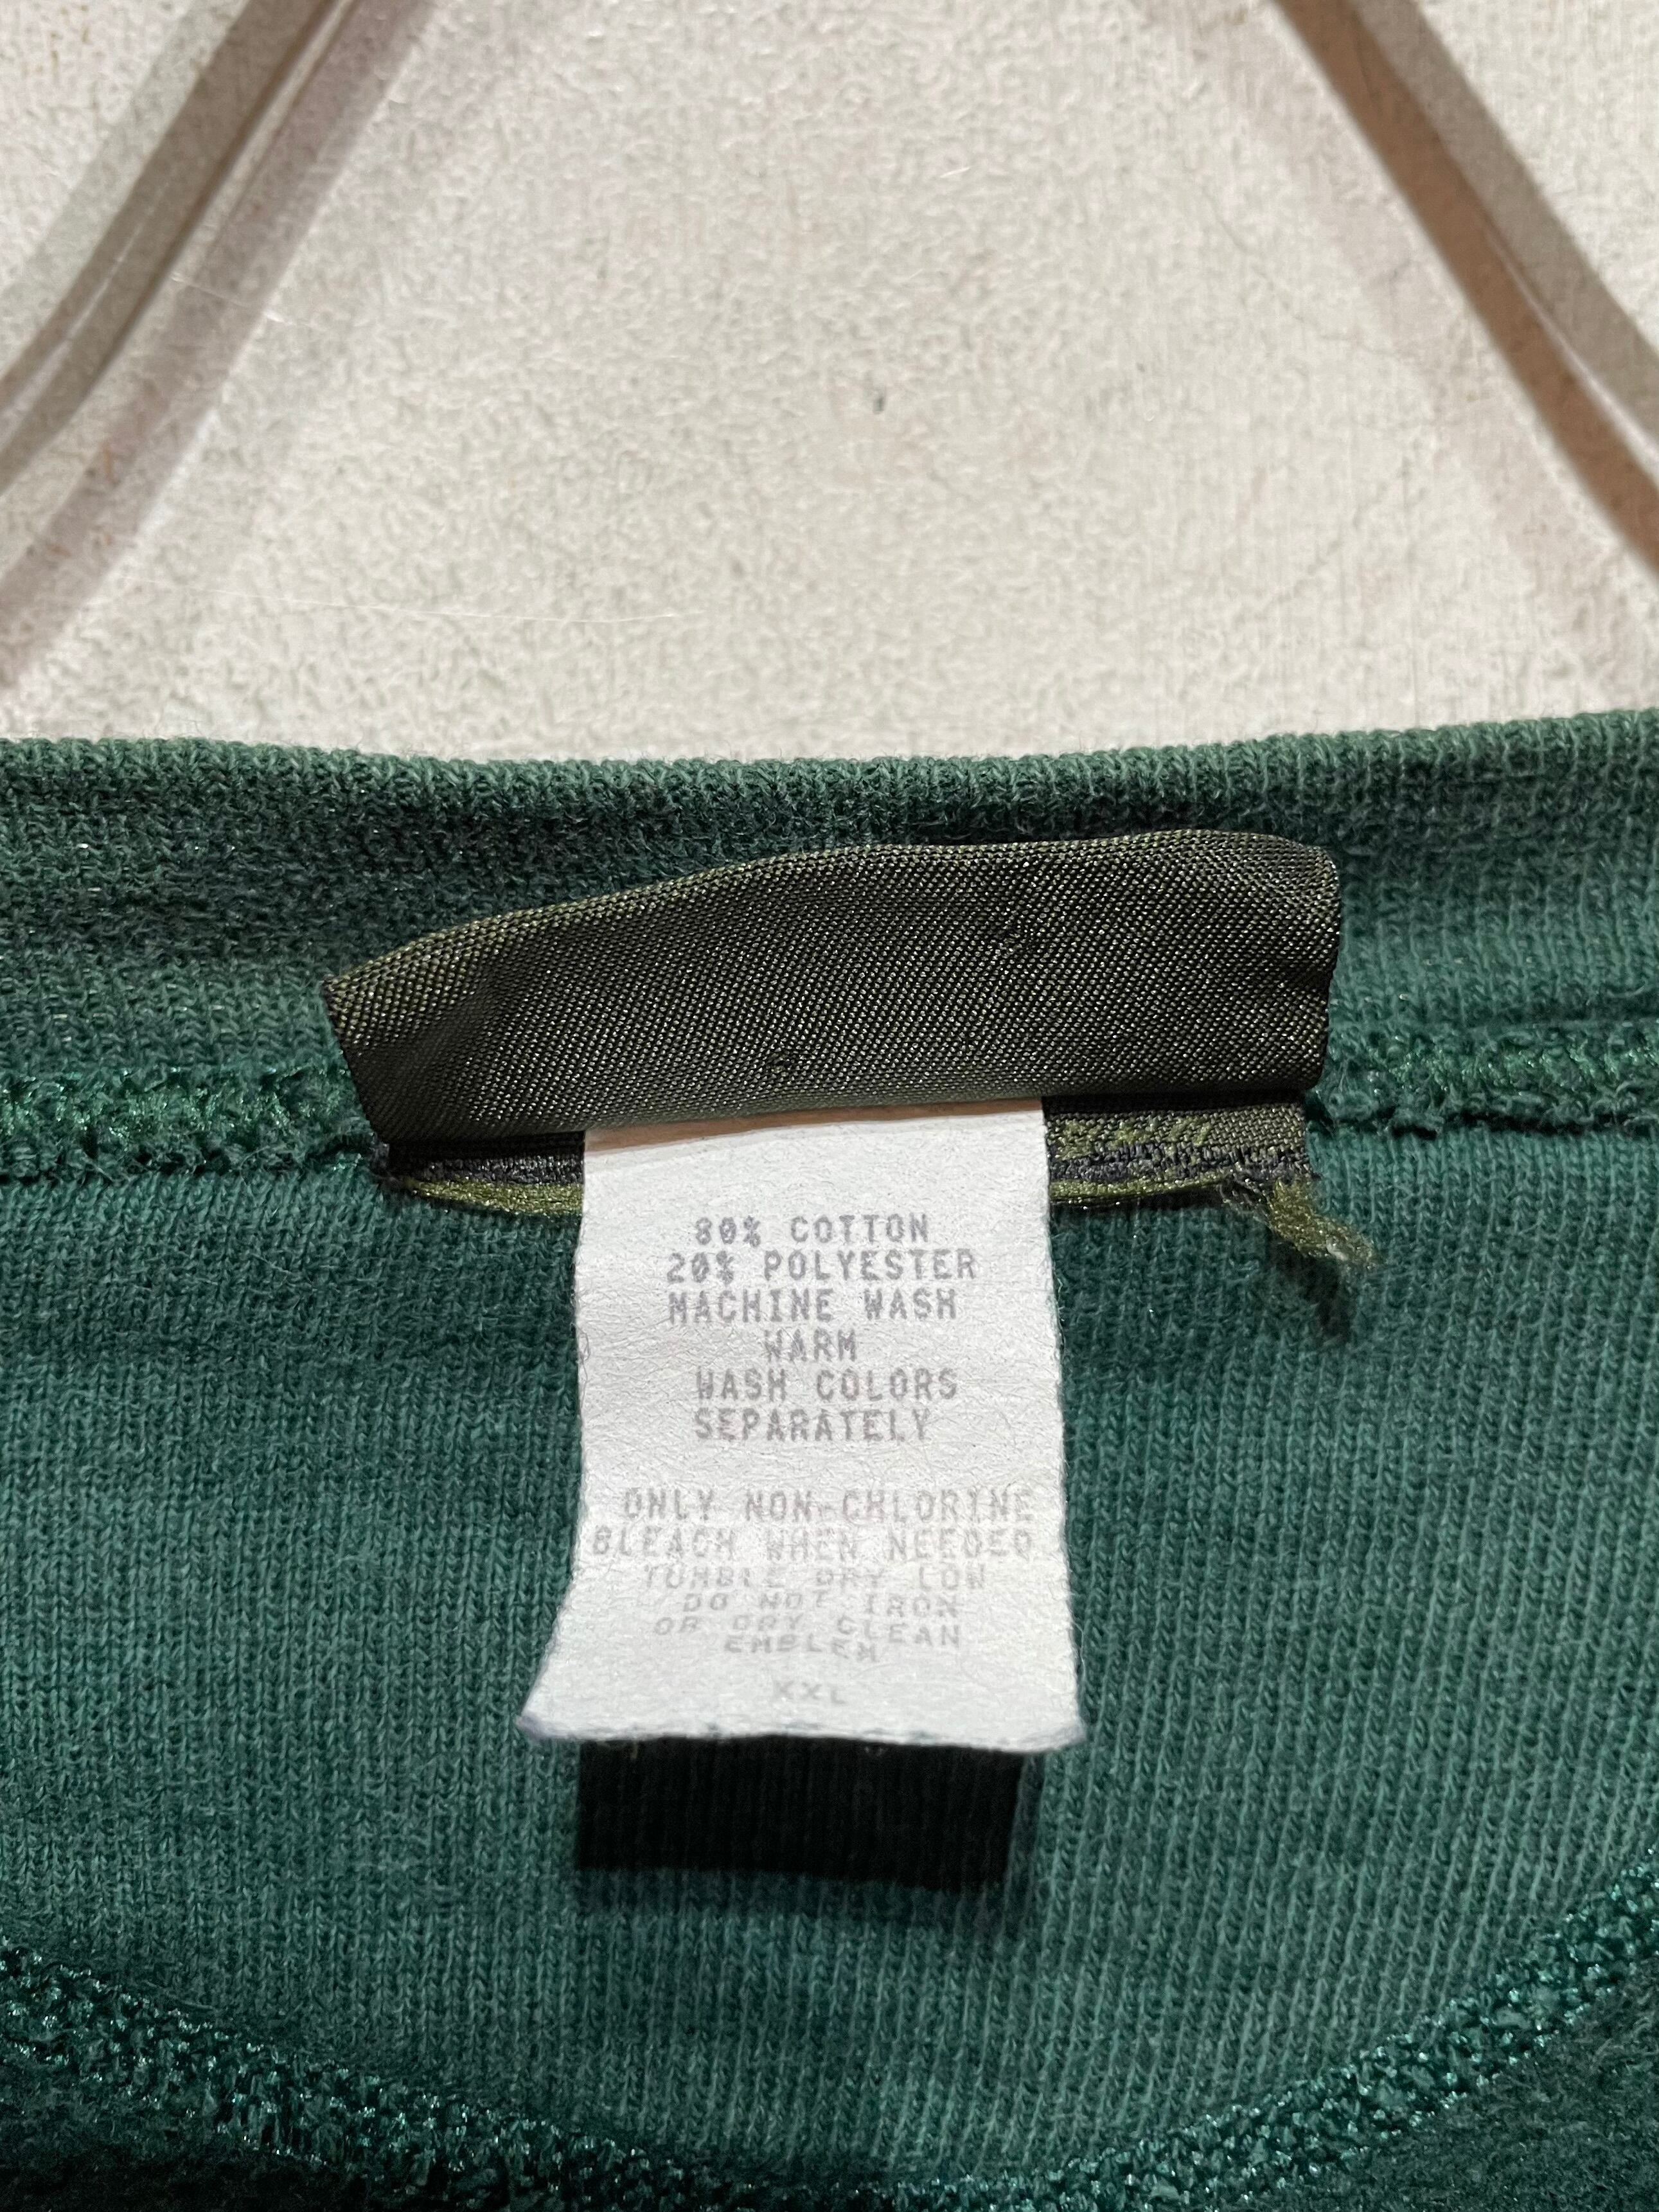 80% COTTON
20% POLYESTER
MACHINE WASH
WARM
WASH COLORS
SEPARATELY
ONLY NON-CHLORINE
BLEACH WHEN NEEDED
TUMBLE DRY LOW
DO NOT IRON
OR DRY CLEAN
EMBLEM
XXL